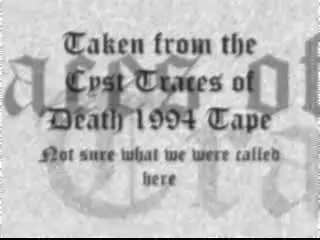 Taken from the
Cyst Traces of
Death 1994 Tape
Not sure what we were called
here